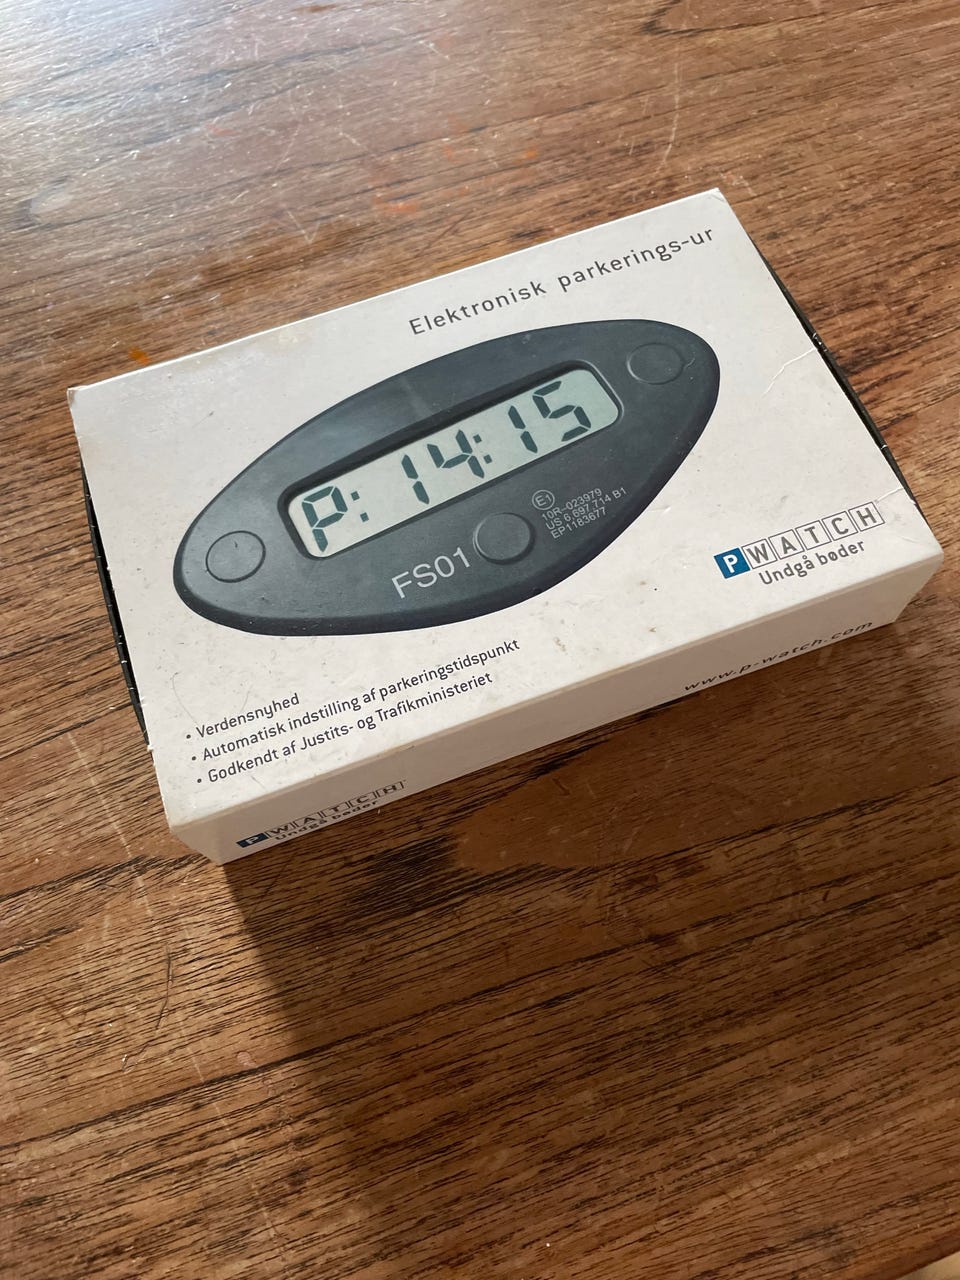 Elektronisk parkerings-ur
P: 14:15
E1
10R-023979
US 6,697,714 B1
EP1183677
FS01
PWATCH
Undgå bøder
• Verdensnyhed
• Automatisk indstilling af parkeringstidspunkt
• Godkendt af Justits- og Trafikministeriet
www.p-watch.com
PWATCH
Undgå bøder